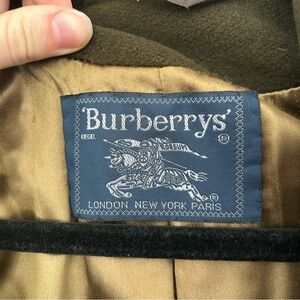 'Burberrys'
REGD. ®
PRORSUM
®
LONDON NEW YORK PARIS